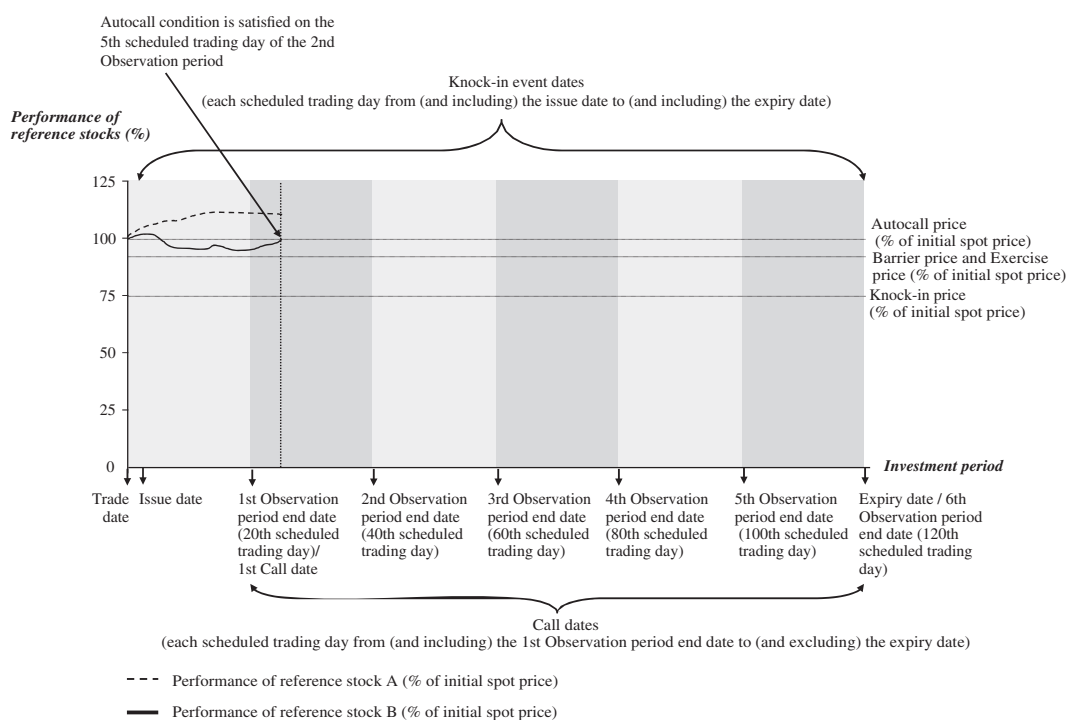 Autocall condition is satisfied on the
5th scheduled trading day of the 2nd
Observation period
Knock-in event dates
(each scheduled trading day from (and including) the issue date to (and including) the expiry date)
Performance of
reference stocks (%)
125
100
75
50
25
0
Autocall price
(% of initial spot price)
Barrier price and Exercise
price (% of initial spot price)
Knock-in price
(% of initial spot price)
Investment period
Trade
date
Issue date
1st Observation
period end date
(20th scheduled
trading day)/
1st Call date
2nd Observation
period end date
(40th scheduled
trading day)
3rd Observation
period end date
(60th scheduled
trading day)
4th Observation
period end date
(80th scheduled
trading day)
5th Observation
period end date
(100th scheduled
trading day)
Expiry date / 6th
Observation period
end date (120th
scheduled trading
day)
Call dates
(each scheduled trading day from (and including) the 1st Observation period end date to (and excluding) the expiry date)
Performance of reference stock A (% of initial spot price)
Performance of reference stock B (% of initial spot price)